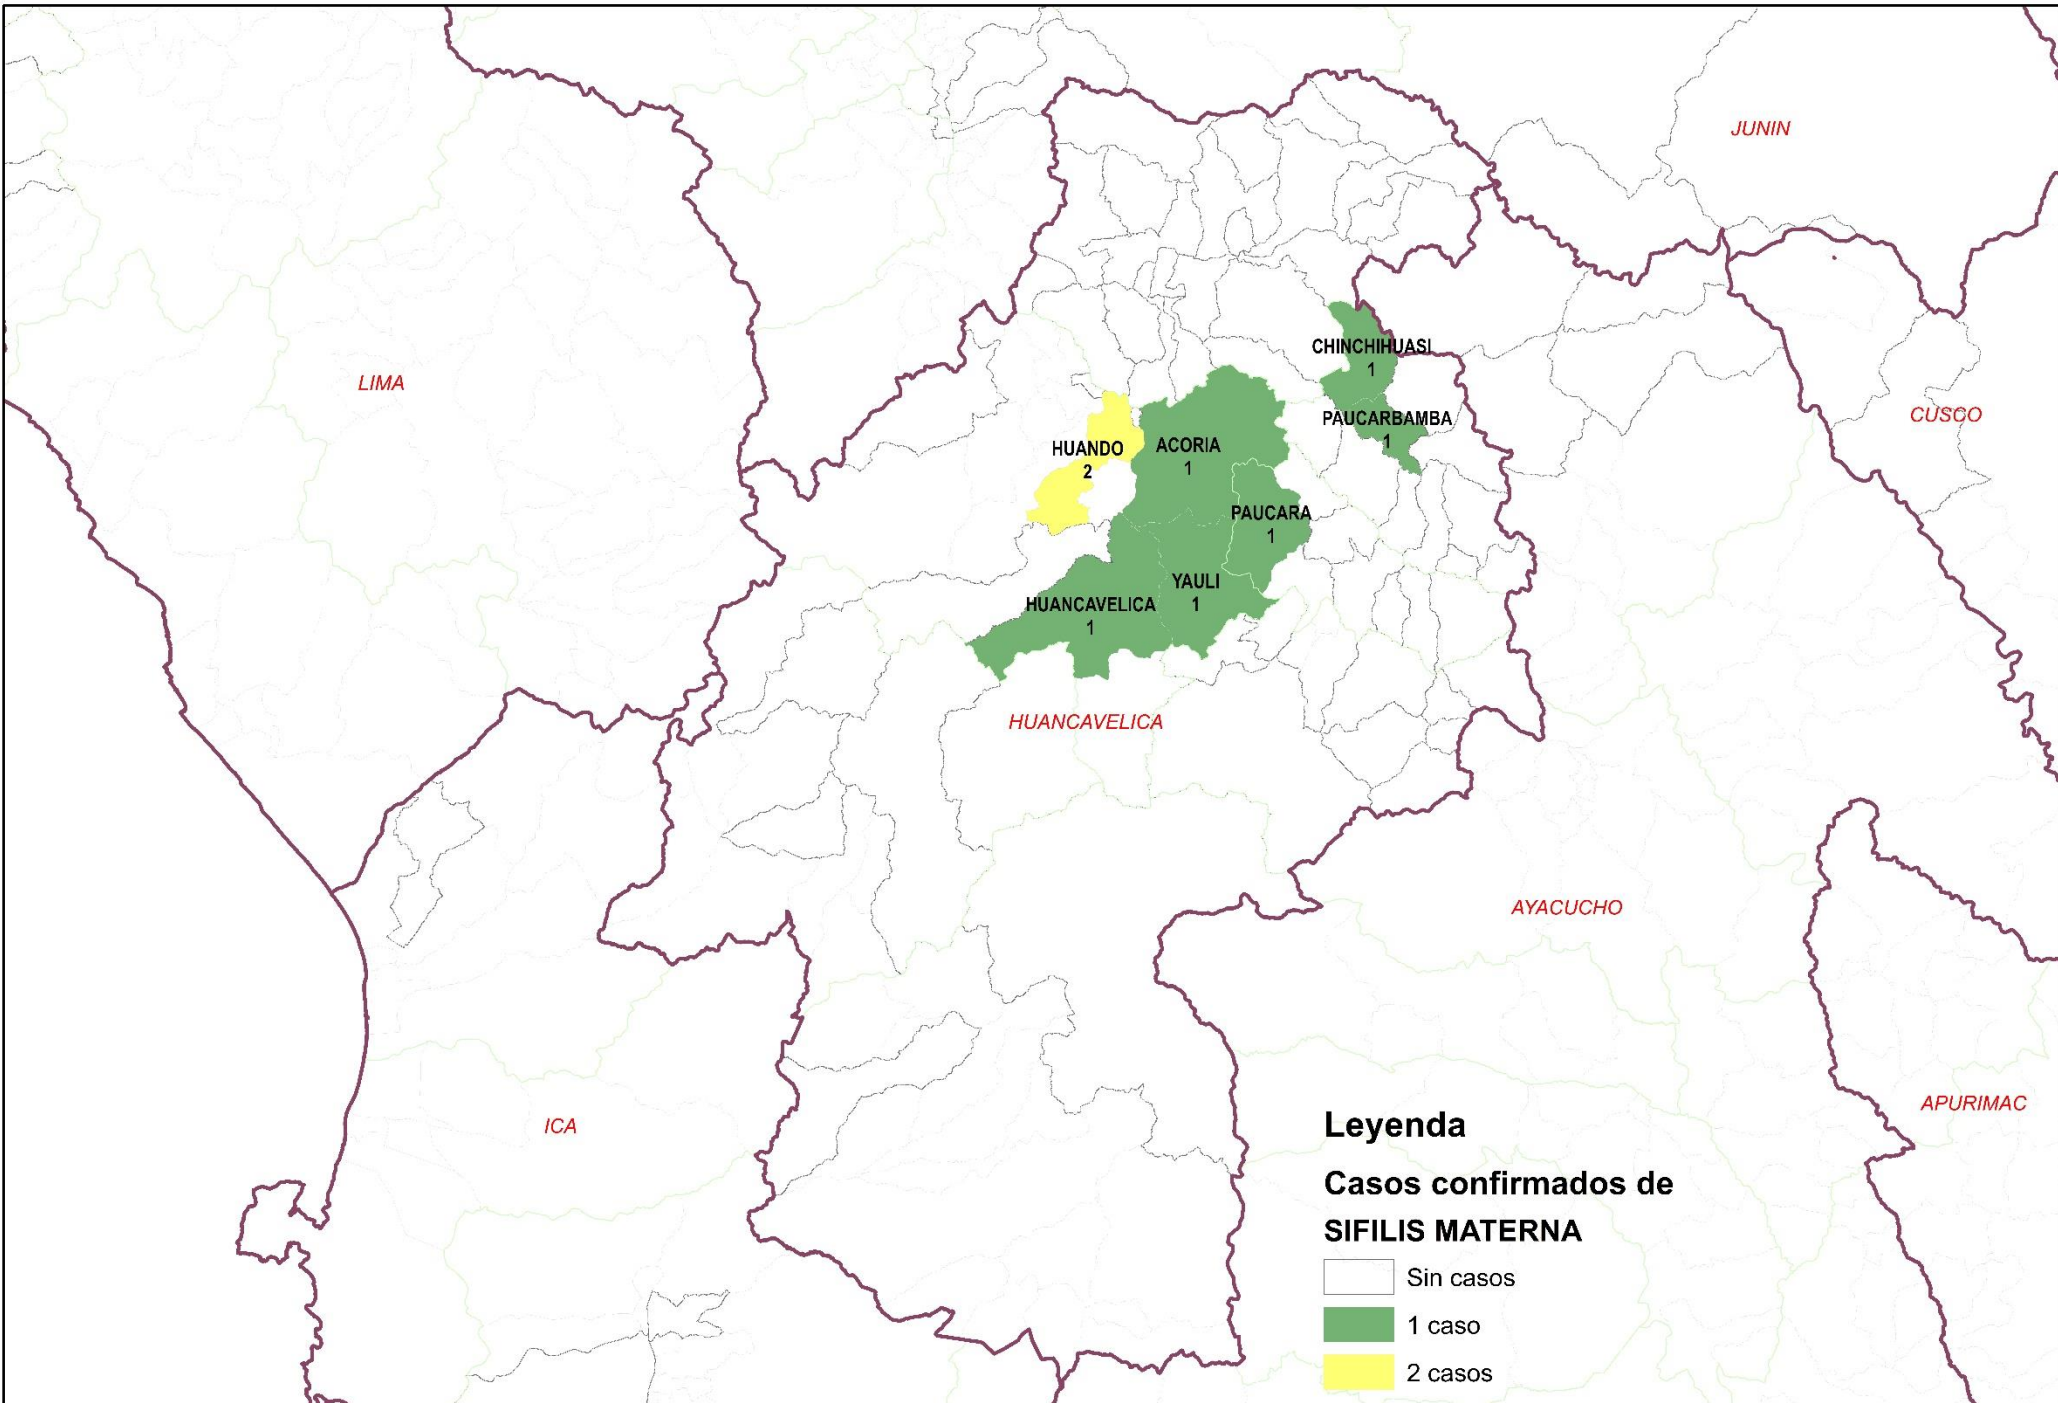 JUNIN
CHINCHIHUASI
1
LIMA
PAUCARBAMBA
1
CUSCO
HUANDO
2
ACORIA
1
PAUCARA
1
YAULI
1
HUANCAVELICA
1
HUANCAVELICA
AYACUCHO
APURIMAC
ICA
Leyenda
Casos confirmados de
SIFILIS MATERNA
Sin casos
1 caso
2 casos